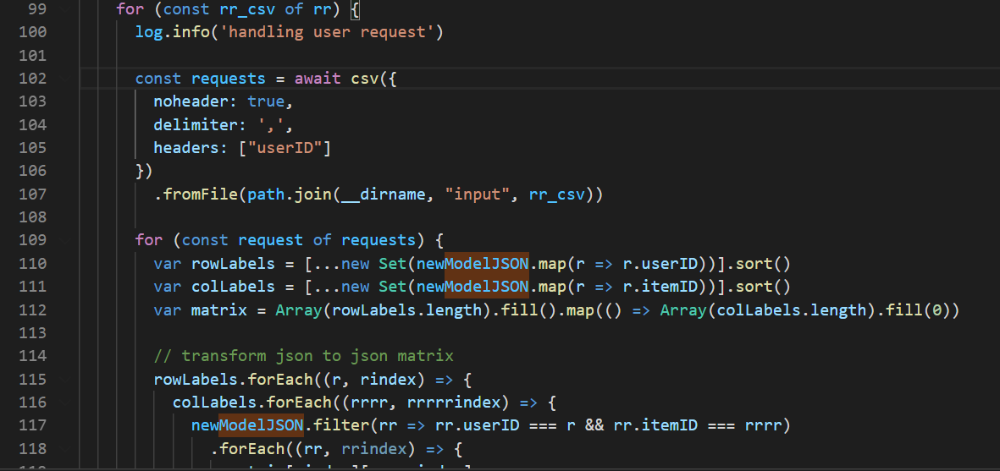 99 for (const rr_csv of rr) {
100 log.info('handling user request')
101
102 const requests = await csv({
103 noheader: true,
104 delimiter: ',',
105 headers: ["userID"]
106 })
107 .fromFile(path.join(__dirname, "input", rr_csv))
108
109 for (const request of requests) {
110 var rowLabels = [...new Set(newModelJSON.map(r => r.userID))].sort()
111 var colLabels = [...new Set(newModelJSON.map(r => r.itemID))].sort()
112 var matrix = Array(rowLabels.length).fill().map(() => Array(colLabels.length).fill(0))
113
114 // transform json to json matrix
115 rowLabels.forEach((r, rindex) => {
116 colLabels.forEach((rrrr, rrrrrindex) => {
117 newModelJSON.filter(rr => rr.userID === r && rr.itemID === rrrr)
118 .forEach((rr, rrindex) => {